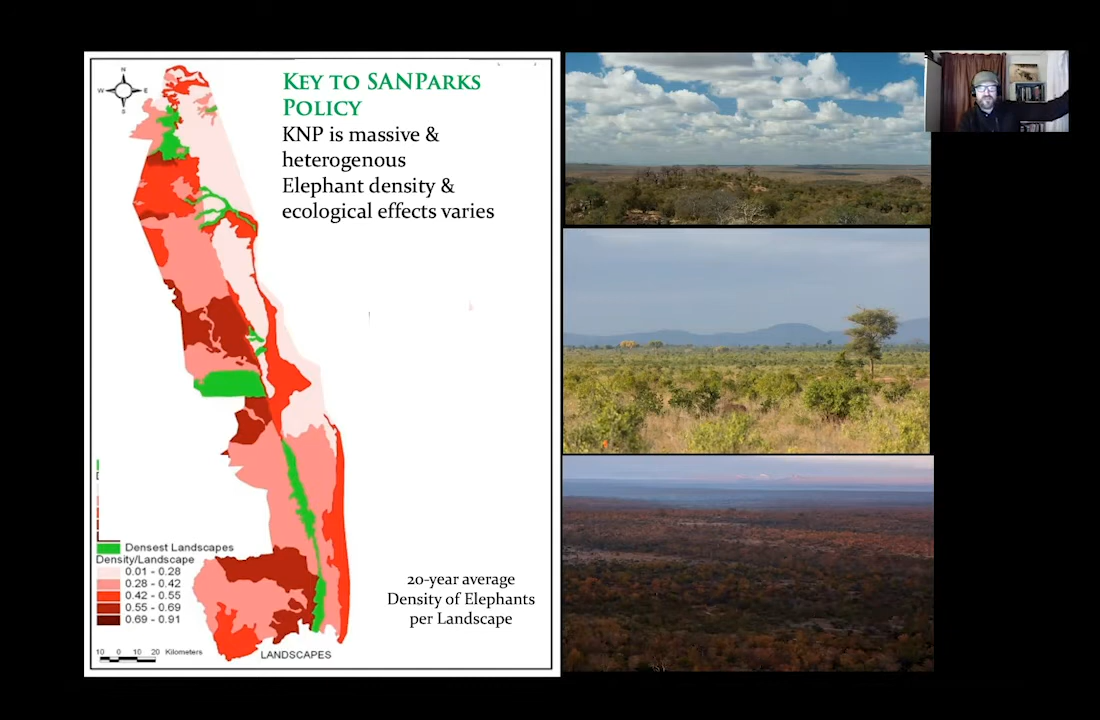 KEY TO SANPARKS
POLICY
KNP is massive &
heterogenous
Elephant density &
ecological effects varies
N
W E
S
Densest Landscapes
Density/Landscape
0.01 - 0.28
0.28 - 0.42
0.42 - 0.55
0.55 - 0.69
0.69 - 0.91
10 0 10 20 Kilometers
LANDSCAPES
20-year average
Density of Elephants
per Landscape